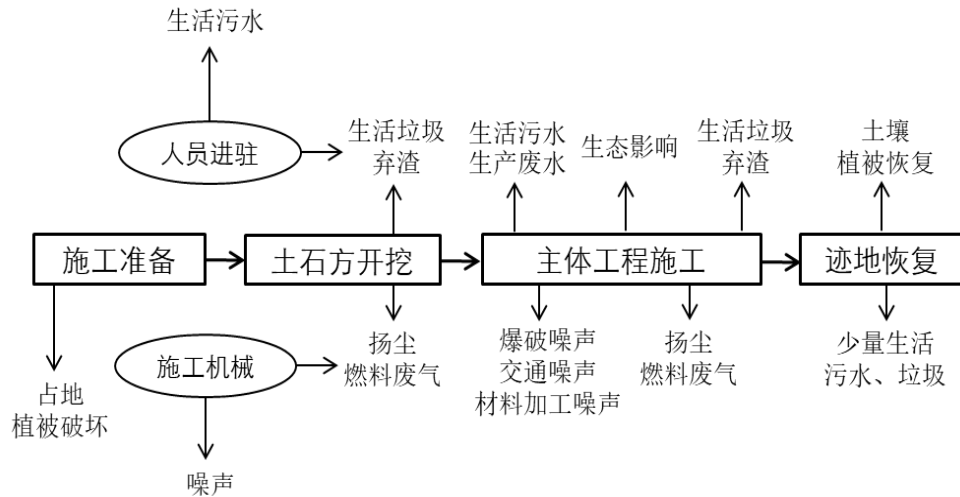 生活污水
人员进驻
生活垃圾
弃渣
生活污水
生产废水
生态影响
生活垃圾
弃渣
土壤
植被恢复
施工准备
土石方开挖
主体工程施工
迹地恢复
占地
植被破坏
施工机械
扬尘
燃料废气
爆破噪声
交通噪声
材料加工噪声
扬尘
燃料废气
少量生活
污水、垃圾
噪声